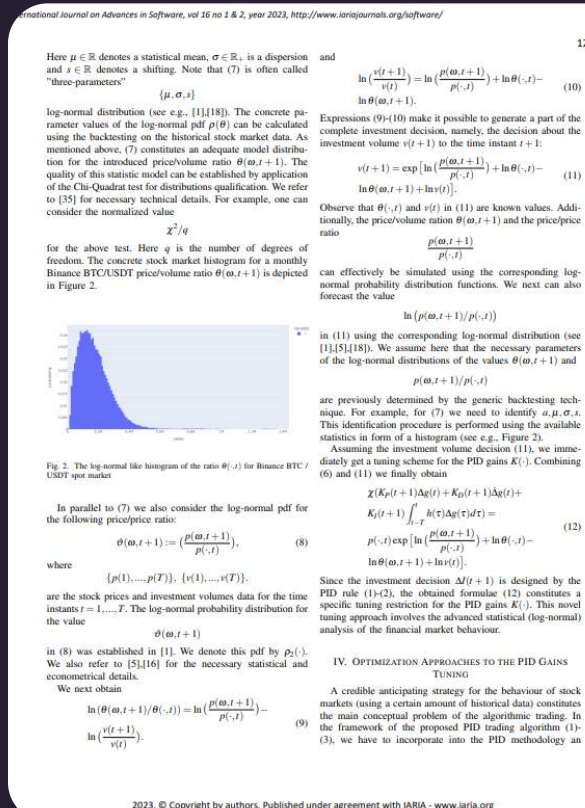 ernational Journal on Advances in Software, vol 16 no 1 & 2, year 2023, http://www.iariajournals.org/software/
12
Here μ ∈ ℝ denotes a statistical mean, σ ∈ ℝ₊ is a dispersion
and s ∈ ℝ denotes a shifting. Note that (7) is often called
"three-parameters"
{μ,σ,s}
log-normal distribution (see e.g., [1],[18]). The concrete pa-
rameter values of the log-normal pdf ρ(θ) can be calculated
using the backtesting on the historical stock market data. As
mentioned above, (7) constitutes an adequate model distribu-
tion for the introduced price/volume ratio θ(ω,t+1). The
quality of this statistic model can be established by application
of the Chi-Quadrat test for distributions qualification. We refer
to [35] for necessary technical details. For example, one can
consider the normalized value
χ²/q
for the above test. Here q is the number of degrees of
freedom. The concrete stock market histogram for a monthly
Binance BTC/USDT price/volume ratio θ(ω,t+1) is depicted
in Figure 2.
Fig. 2. The log-normal like histogram of the ratio θ(·,t) for Binance BTC /
USDT spot market
In parallel to (7) we also consider the log-normal pdf for
the following price/price ratio:
ϑ(ω,t+1) := (p(ω,t+1)/p(·,t)), (8)
where
{p(1),...,p(T)}, {v(1),...,v(T)}.
are the stock prices and investment volumes data for the time
instants t = 1,...,T. The log-normal probability distribution for
the value
ϑ(ω,t+1)
in (8) was established in [1]. We denote this pdf by ρ₂(·).
We also refer to [5],[16] for the necessary statistical and
econometrical details.
We next obtain
ln(θ(ω,t+1)/θ(·,t)) = ln(p(ω,t+1)/p(·,t)) −
ln(v(t+1)/v(t)). (9)
and
ln(v(t+1)/v(t)) = ln(p(ω,t+1)/p(·,t)) + lnθ(·,t) −
lnθ(ω,t+1). (10)
Expressions (9)-(10) make it possible to generate a part of the
complete investment decision, namely, the decision about the
investment volume v(t+1) to the time instant t+1:
v(t+1) = exp[ln(p(ω,t+1)/p(·,t)) + lnθ(·,t) −
lnθ(ω,t+1) + lnv(t)]. (11)
Observe that θ(·,t) and v(t) in (11) are known values. Addi-
tionally, the price/volume ration θ(ω,t+1) and the price/price
ratio
p(ω,t+1)/p(·,t)
can effectively be simulated using the corresponding log-
normal probability distribution functions. We next can also
forecast the value
ln(p(ω,t+1)/p(·,t))
in (11) using the corresponding log-normal distribution (see
[1],[5],[18]). We assume here that the necessary parameters
of the log-normal distributions of the values θ(ω,t+1) and
p(ω,t+1)/p(·,t)
are previously determined by the generic backtesting tech-
nique. For example, for (7) we need to identify a,μ,σ,s.
This identification procedure is performed using the available
statistics in form of a histogram (see e.g., Figure 2).
Assuming the investment volume decision (11), we imme-
diately get a tuning scheme for the PID gains K(·). Combining
(6) and (11) we finally obtain
χ(K_P(t+1)Δg(t) + K_D(t+1)Δ̇g(t)+
K_I(t+1)∫_{t−T}^{t} h(τ)Δg(τ)dτ) =
p(·,t)exp[ln(p(ω,t+1)/p(·,t)) + lnθ(·,t) −
lnθ(ω,t+1) + lnv(t)]. (12)
Since the investment decision ΔI(t+1) is designed by the
PID rule (1)-(2), the obtained formulae (12) constitutes a
specific tuning restriction for the PID gains K(·). This novel
tuning approach involves the advanced statistical (log-normal)
analysis of the financial market behaviour.
IV. OPTIMIZATION APPROACHES TO THE PID GAINS
TUNING
A credible anticipating strategy for the behaviour of stock
markets (using a certain amount of historical data) constitutes
the main conceptual problem of the algorithmic trading. In
the framework of the proposed PID trading algorithm (1)-
(3), we have to incorporate into the PID methodology an
2023, © Copyright by authors, Published under agreement with IARIA - www.iaria.org